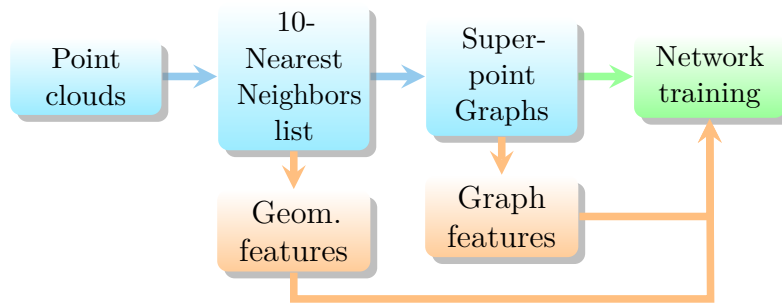 Point
clouds
10-
Nearest
Neighbors
list
Super-
point
Graphs
Network
training
Geom.
features
Graph
features